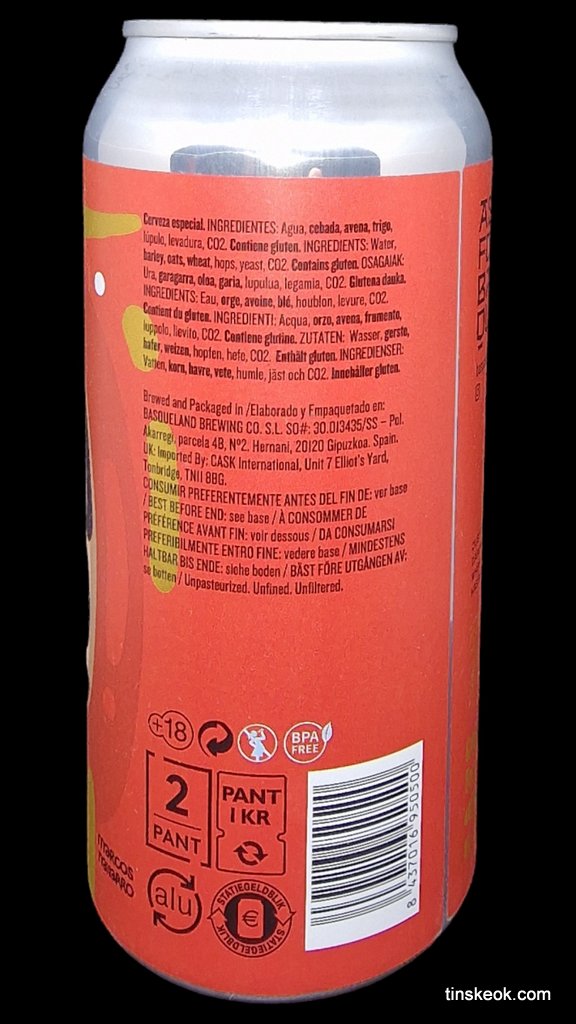 Cerveza especial. INGREDIENTES: Agua, cebada, avena, trigo,
lúpulo, levadura, CO2. Contiene gluten. INGREDIENTS: Water,
barley, oats, wheat, hops, yeast, CO2. Contains gluten. OSAGAIAK:
Ura, garagarra, oloa, garia, lupulua, legamia, CO2. Glutena dauka.
INGRÉDIENTS: Eau, orge, avoine, blé, houblon, levure, CO2.
Contient du gluten. INGREDIENTI: Acqua, orzo, avena, frumento,
luppolo, lievito, CO2. Contiene glutine. ZUTATEN: Wasser, gerste,
hafer, weizen, hopfen, hefe, CO2. Enthält gluten. INGREDIENSER:
Vatten, korn, havre, vete, humle, jäst och CO2. Innehåller gluten.
Brewed and Packaged in /Elaborado y Empaquetado en:
BASQUELAND BREWING CO. S.L. SO#: 30.013435/SS – Pol.
Akarregi, parcela 4B, Nº2. Hernani, 20120 Gipuzkoa. Spain.
UK: Imported By: CASK International, Unit 7 Elliot's Yard,
Tonbridge, TN11 8BG.
CONSUMIR PREFERENTEMENTE ANTES DEL FIN DE: ver base
/ BEST BEFORE END: see base / À CONSOMMER DE
PRÉFÉRENCE AVANT FIN: voir dessous / DA CONSUMARSI
PREFERIBILMENTE ENTRO FINE: vedere base / MINDESTENS
HALTBAR BIS ENDE: siehe boden / BÄST FÖRE UTGÅNGEN AV:
se botten / Unpasteurized. Unfined. Unfiltered.
+18
BPA
FREE
2
PANT
PANT
1 KR
alu
STATIEGELDBLIK
€
STATIEGELDBLIK
8 437016 950500
marcos
navarro
tinskeok.com